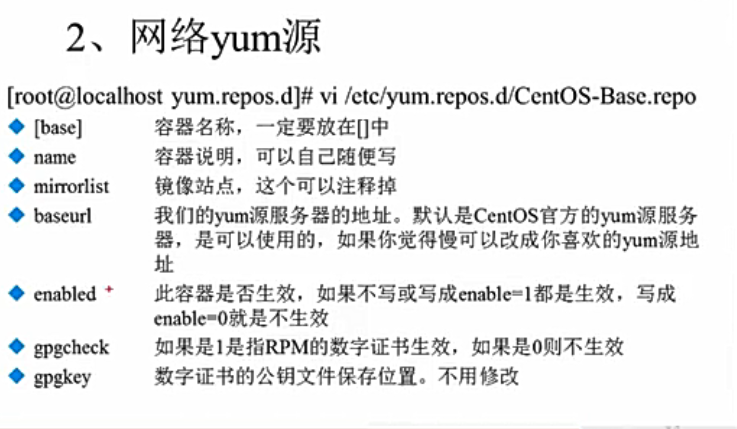 2、网络yum源
[root@localhost yum.repos.d]# vi /etc/yum.repos.d/CentOS-Base.repo
[base] 容器名称，一定要放在[]中
name 容器说明，可以自己随便写
mirrorlist 镜像站点，这个可以注释掉
baseurl 我们的yum源服务器的地址。默认是CentOS官方的yum源服务
器，是可以使用的，如果你觉得慢可以改成你喜欢的yum源地
址
enabled 此容器是否生效，如果不写或写成enable=1都是生效，写成
enable=0就是不生效
gpgcheck 如果是1是指RPM的数字证书生效，如果是0则不生效
gpgkey 数字证书的公钥文件保存位置。不用修改